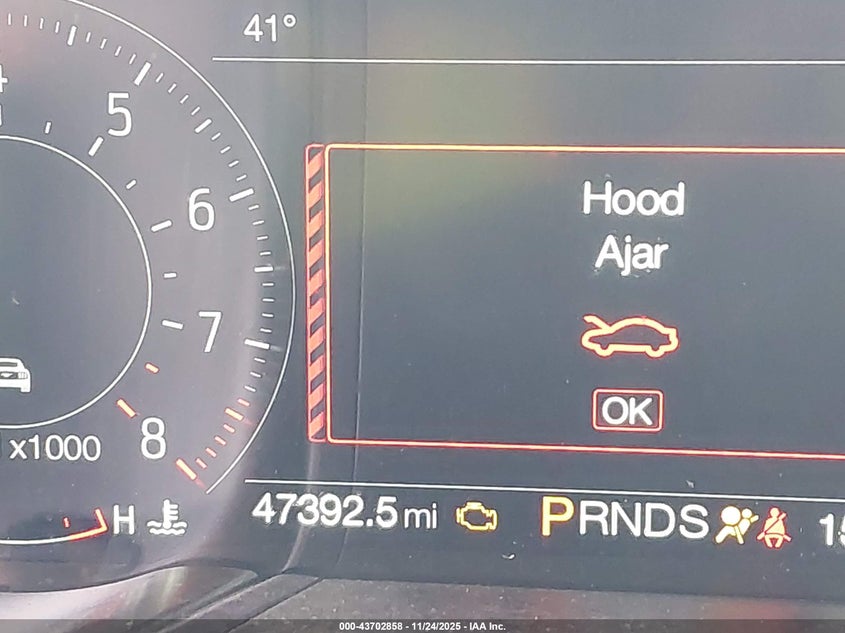 41°
5
6
7
8
x1000
H
Hood
Ajar
OK
47392.5 mi
PRNDS
15
000-43702858 - 11/24/2025 - IAA Inc.